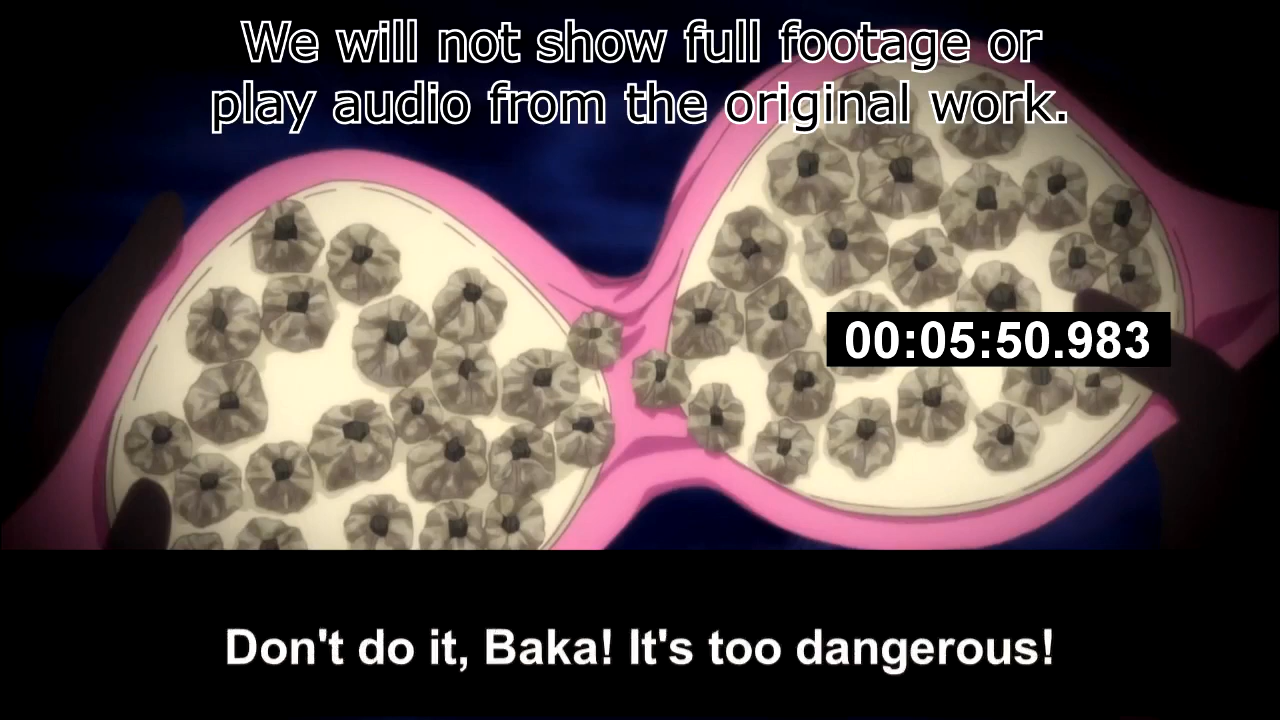 We will not show full footage or
play audio from the original work.
00:05:50.983
Don't do it, Baka! It's too dangerous!